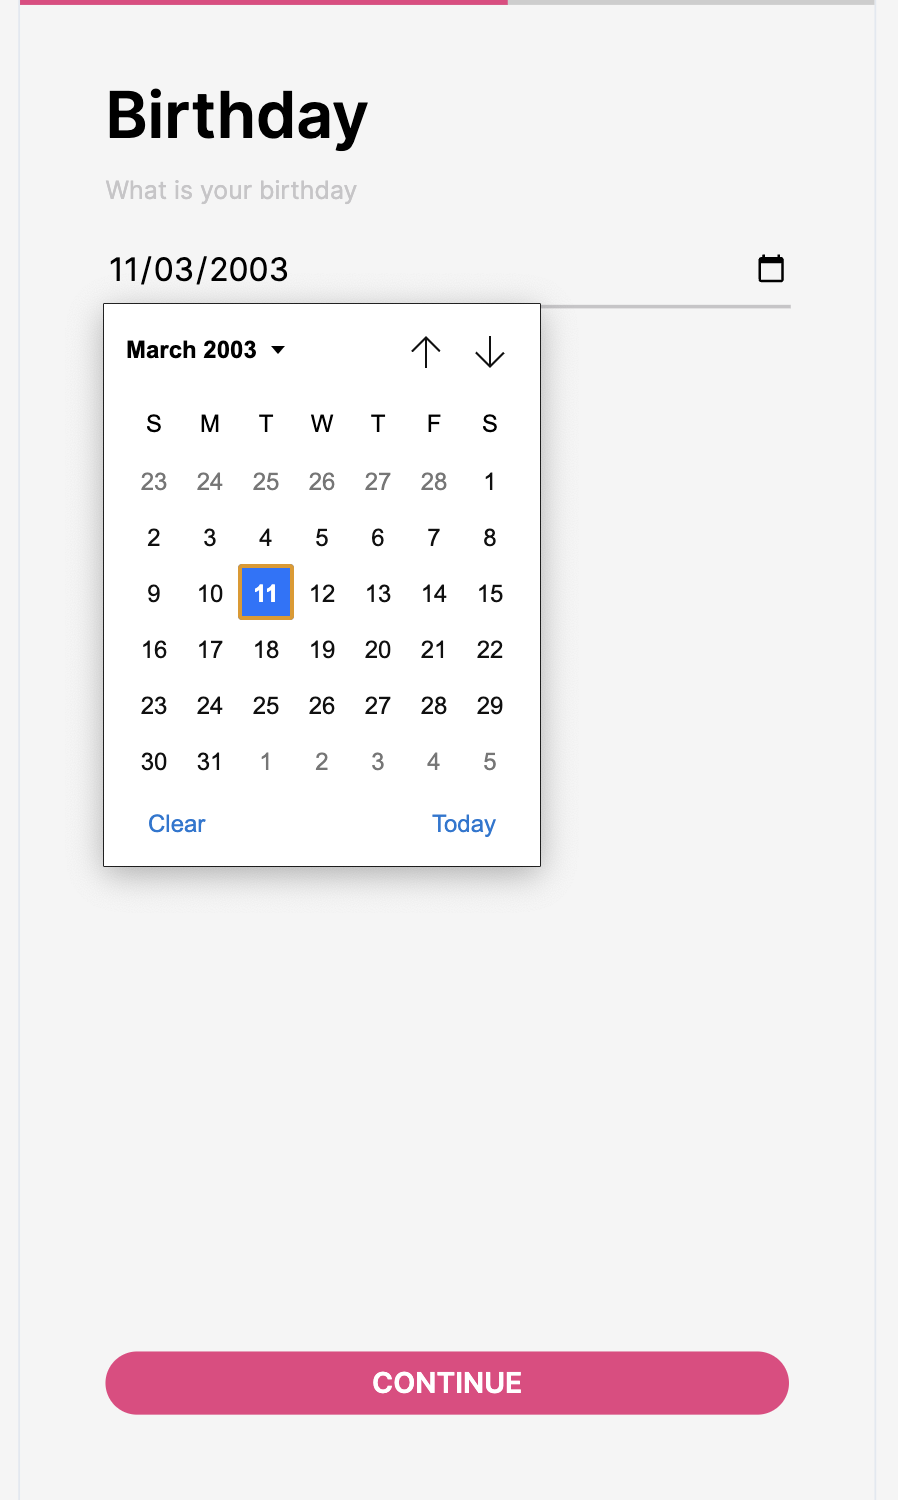 Birthday
What is your birthday
11/03/2003
March 2003
S M T W T F S
23 24 25 26 27 28 1
2 3 4 5 6 7 8
9 10 11 12 13 14 15
16 17 18 19 20 21 22
23 24 25 26 27 28 29
30 31 1 2 3 4 5
Clear Today
CONTINUE